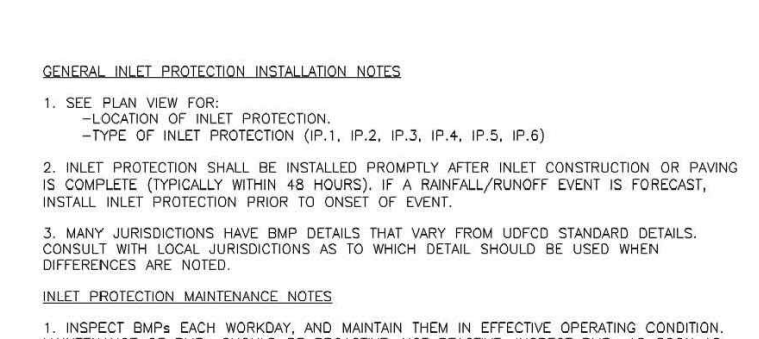 GENERAL INLET PROTECTION INSTALLATION NOTES
1. SEE PLAN VIEW FOR:
-LOCATION OF INLET PROTECTION.
-TYPE OF INLET PROTECTION (IP.1, IP.2, IP.3, IP.4, IP.5, IP.6)
2. INLET PROTECTION SHALL BE INSTALLED PROMPTLY AFTER INLET CONSTRUCTION OR PAVING
IS COMPLETE (TYPICALLY WITHIN 48 HOURS). IF A RAINFALL/RUNOFF EVENT IS FORECAST,
INSTALL INLET PROTECTION PRIOR TO ONSET OF EVENT.
3. MANY JURISDICTIONS HAVE BMP DETAILS THAT VARY FROM UDFCD STANDARD DETAILS.
CONSULT WITH LOCAL JURISDICTIONS AS TO WHICH DETAIL SHOULD BE USED WHEN
DIFFERENCES ARE NOTED.
INLET PROTECTION MAINTENANCE NOTES
1. INSPECT BMPs EACH WORKDAY, AND MAINTAIN THEM IN EFFECTIVE OPERATING CONDITION.